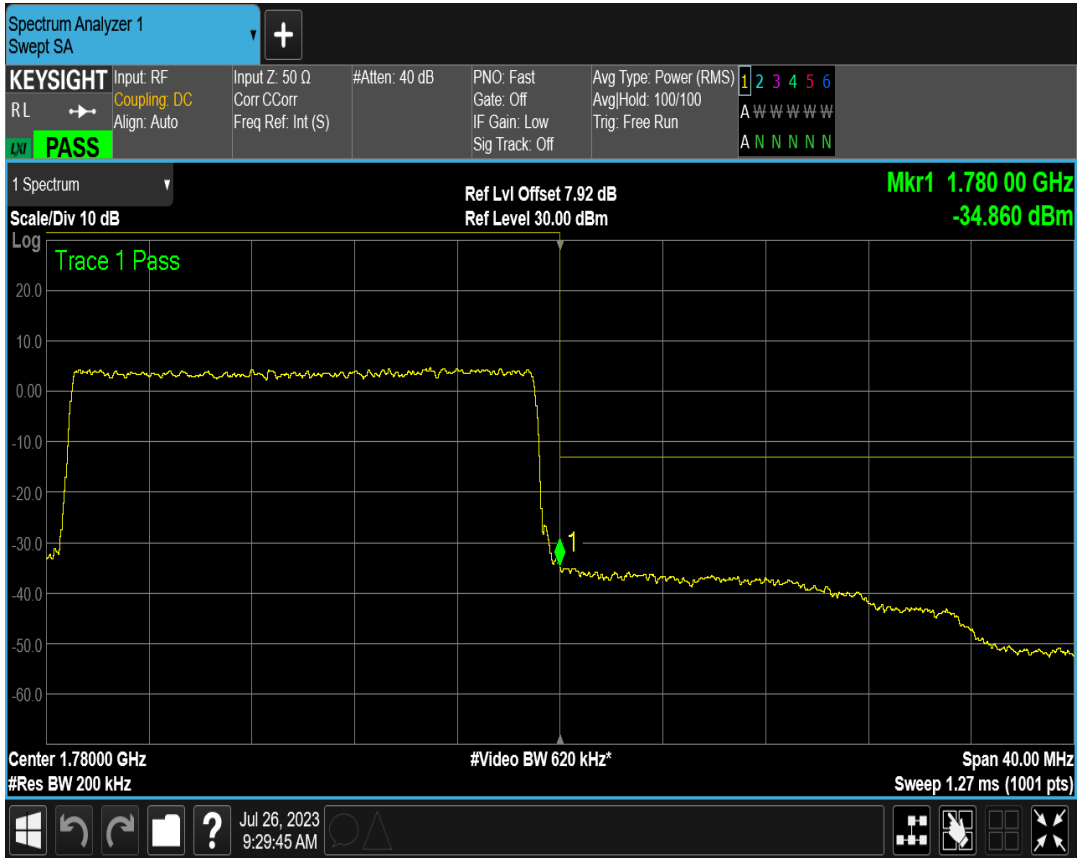 Spectrum Analyzer 1
Swept SA
+
KEYSIGHT
RL
LXI PASS
Input: RF
Coupling: DC
Align: Auto
Input Z: 50 Ω
Corr CCorr
Freq Ref: Int (S)
#Atten: 40 dB
PNO: Fast
Gate: Off
IF Gain: Low
Sig Track: Off
Avg Type: Power (RMS)
Avg|Hold: 100/100
Trig: Free Run
1 2 3 4 5 6
A W W W W W
A N N N N N
1 Spectrum
Scale/Div 10 dB
Log
Ref Lvl Offset 7.92 dB
Ref Level 30.00 dBm
Mkr1 1.780 00 GHz
-34.860 dBm
Trace 1 Pass
20.0
10.0
0.00
-10.0
-20.0
-30.0
1
-40.0
-50.0
-60.0
Center 1.78000 GHz
#Video BW 620 kHz*
Span 40.00 MHz
#Res BW 200 kHz
Sweep 1.27 ms (1001 pts)
?
Jul 26, 2023
9:29:45 AM